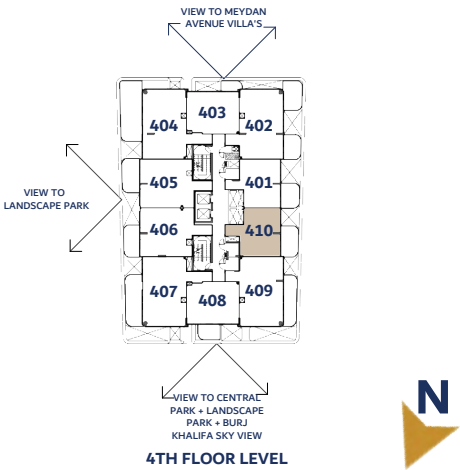 VIEW TO MEYDAN
AVENUE VILLA'S
403
404
402
405
401
VIEW TO
LANDSCAPE PARK
406
410
407
409
408
VIEW TO CENTRAL
PARK + LANDSCAPE
PARK + BURJ
KHALIFA SKY VIEW
4TH FLOOR LEVEL
N